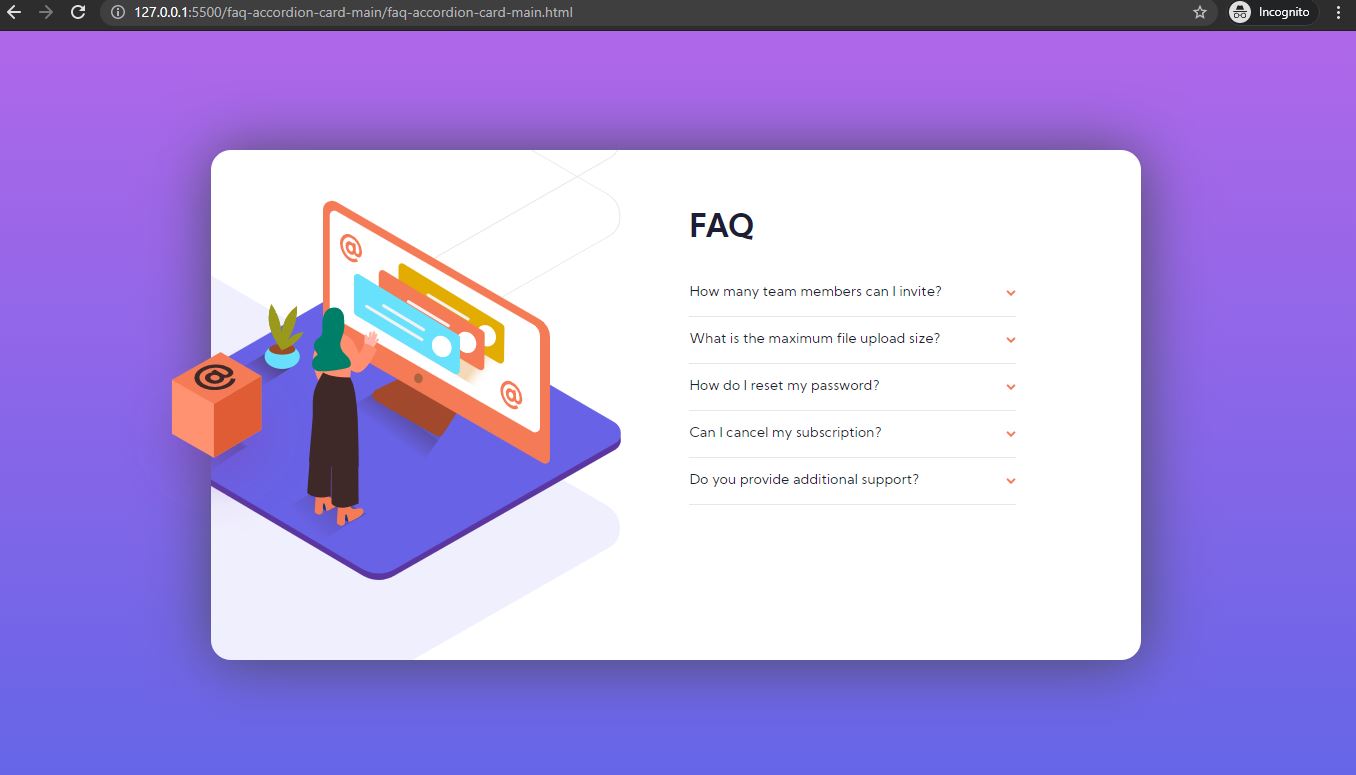 127.0.0.1:5500/faq-accordion-card-main/faq-accordion-card-main.html
Incognito
@
@
@
FAQ
How many team members can I invite?
What is the maximum file upload size?
How do I reset my password?
Can I cancel my subscription?
Do you provide additional support?